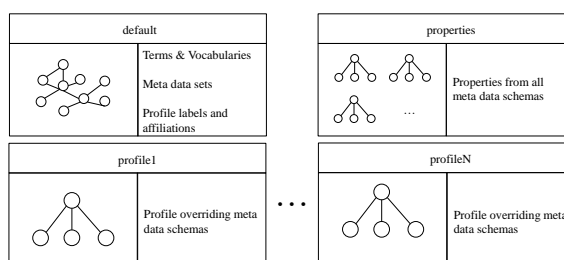 default
Terms & Vocabularies
Meta data sets
Profile labels and
affiliations
properties
...
Properties from all
meta data schemas
profile1
Profile overriding meta
data schemas
...
profileN
Profile overriding meta
data schemas